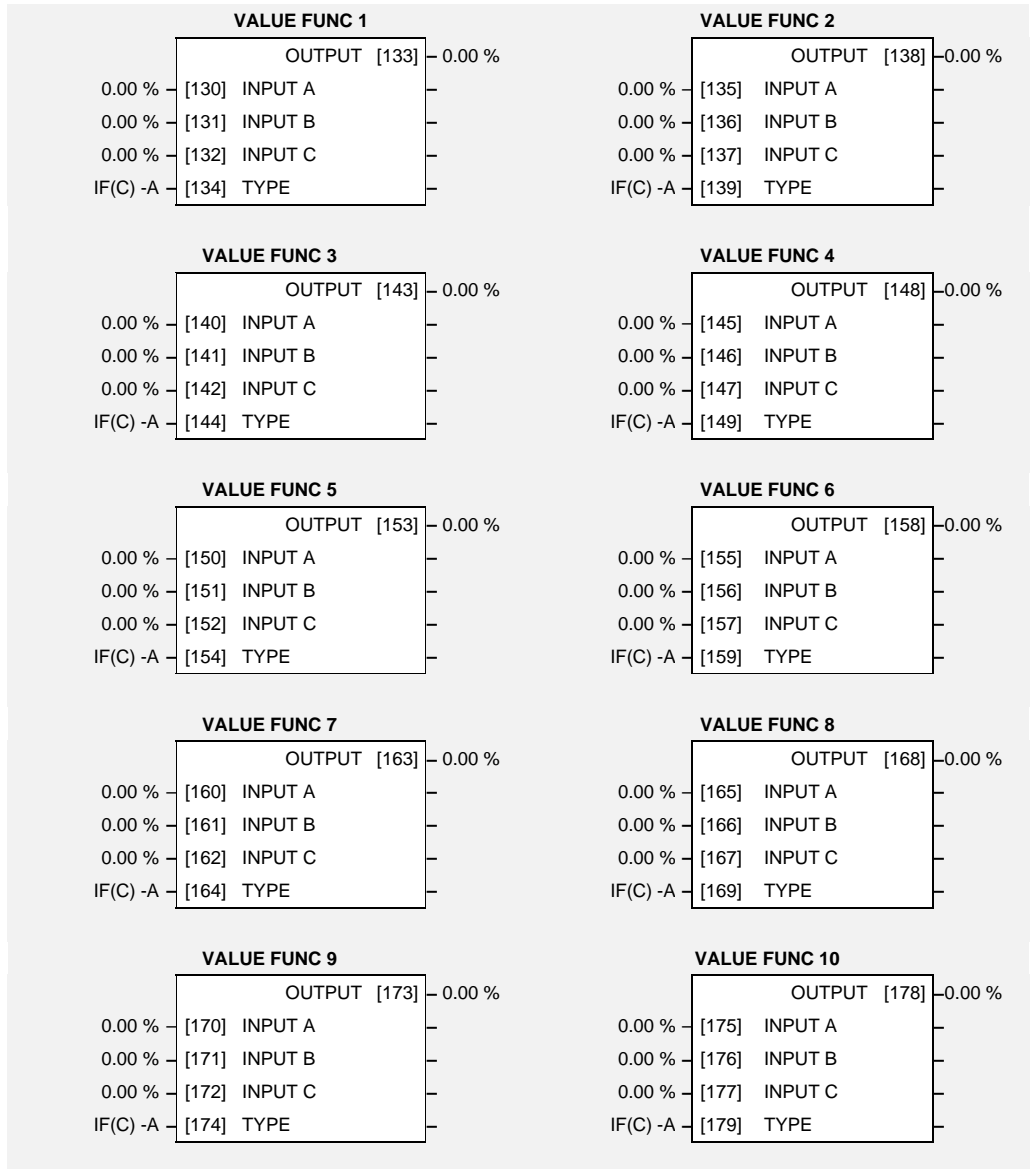 VALUE FUNC 1
OUTPUT [133] 0.00 %
0.00 % [130] INPUT A
0.00 % [131] INPUT B
0.00 % [132] INPUT C
IF(C) -A [134] TYPE
VALUE FUNC 2
OUTPUT [138] 0.00 %
0.00 % [135] INPUT A
0.00 % [136] INPUT B
0.00 % [137] INPUT C
IF(C) -A [139] TYPE
VALUE FUNC 3
OUTPUT [143] 0.00 %
0.00 % [140] INPUT A
0.00 % [141] INPUT B
0.00 % [142] INPUT C
IF(C) -A [144] TYPE
VALUE FUNC 4
OUTPUT [148] 0.00 %
0.00 % [145] INPUT A
0.00 % [146] INPUT B
0.00 % [147] INPUT C
IF(C) -A [149] TYPE
VALUE FUNC 5
OUTPUT [153] 0.00 %
0.00 % [150] INPUT A
0.00 % [151] INPUT B
0.00 % [152] INPUT C
IF(C) -A [154] TYPE
VALUE FUNC 6
OUTPUT [158] 0.00 %
0.00 % [155] INPUT A
0.00 % [156] INPUT B
0.00 % [157] INPUT C
IF(C) -A [159] TYPE
VALUE FUNC 7
OUTPUT [163] 0.00 %
0.00 % [160] INPUT A
0.00 % [161] INPUT B
0.00 % [162] INPUT C
IF(C) -A [164] TYPE
VALUE FUNC 8
OUTPUT [168] 0.00 %
0.00 % [165] INPUT A
0.00 % [166] INPUT B
0.00 % [167] INPUT C
IF(C) -A [169] TYPE
VALUE FUNC 9
OUTPUT [173] 0.00 %
0.00 % [170] INPUT A
0.00 % [171] INPUT B
0.00 % [172] INPUT C
IF(C) -A [174] TYPE
VALUE FUNC 10
OUTPUT [178] 0.00 %
0.00 % [175] INPUT A
0.00 % [176] INPUT B
0.00 % [177] INPUT C
IF(C) -A [179] TYPE